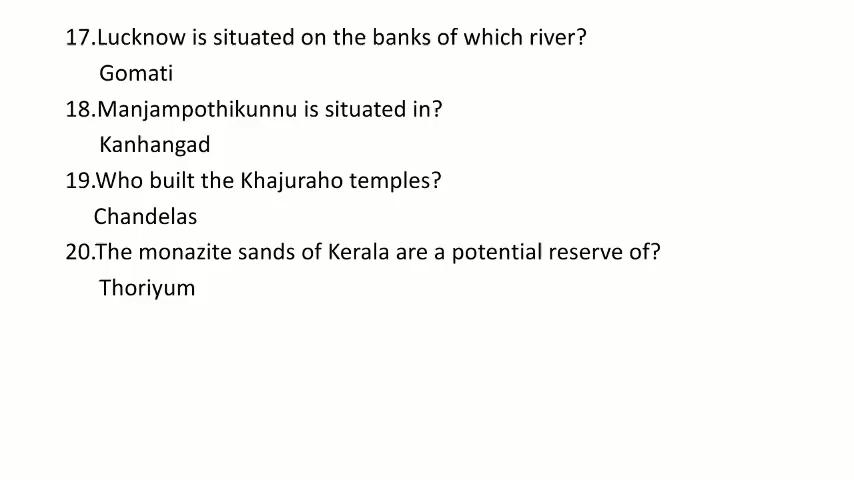 17.Lucknow is situated on the banks of which river?
Gomati
18.Manjampothikunnu is situated in?
Kanhangad
19.Who built the Khajuraho temples?
Chandelas
20.The monazite sands of Kerala are a potential reserve of?
Thoriyum